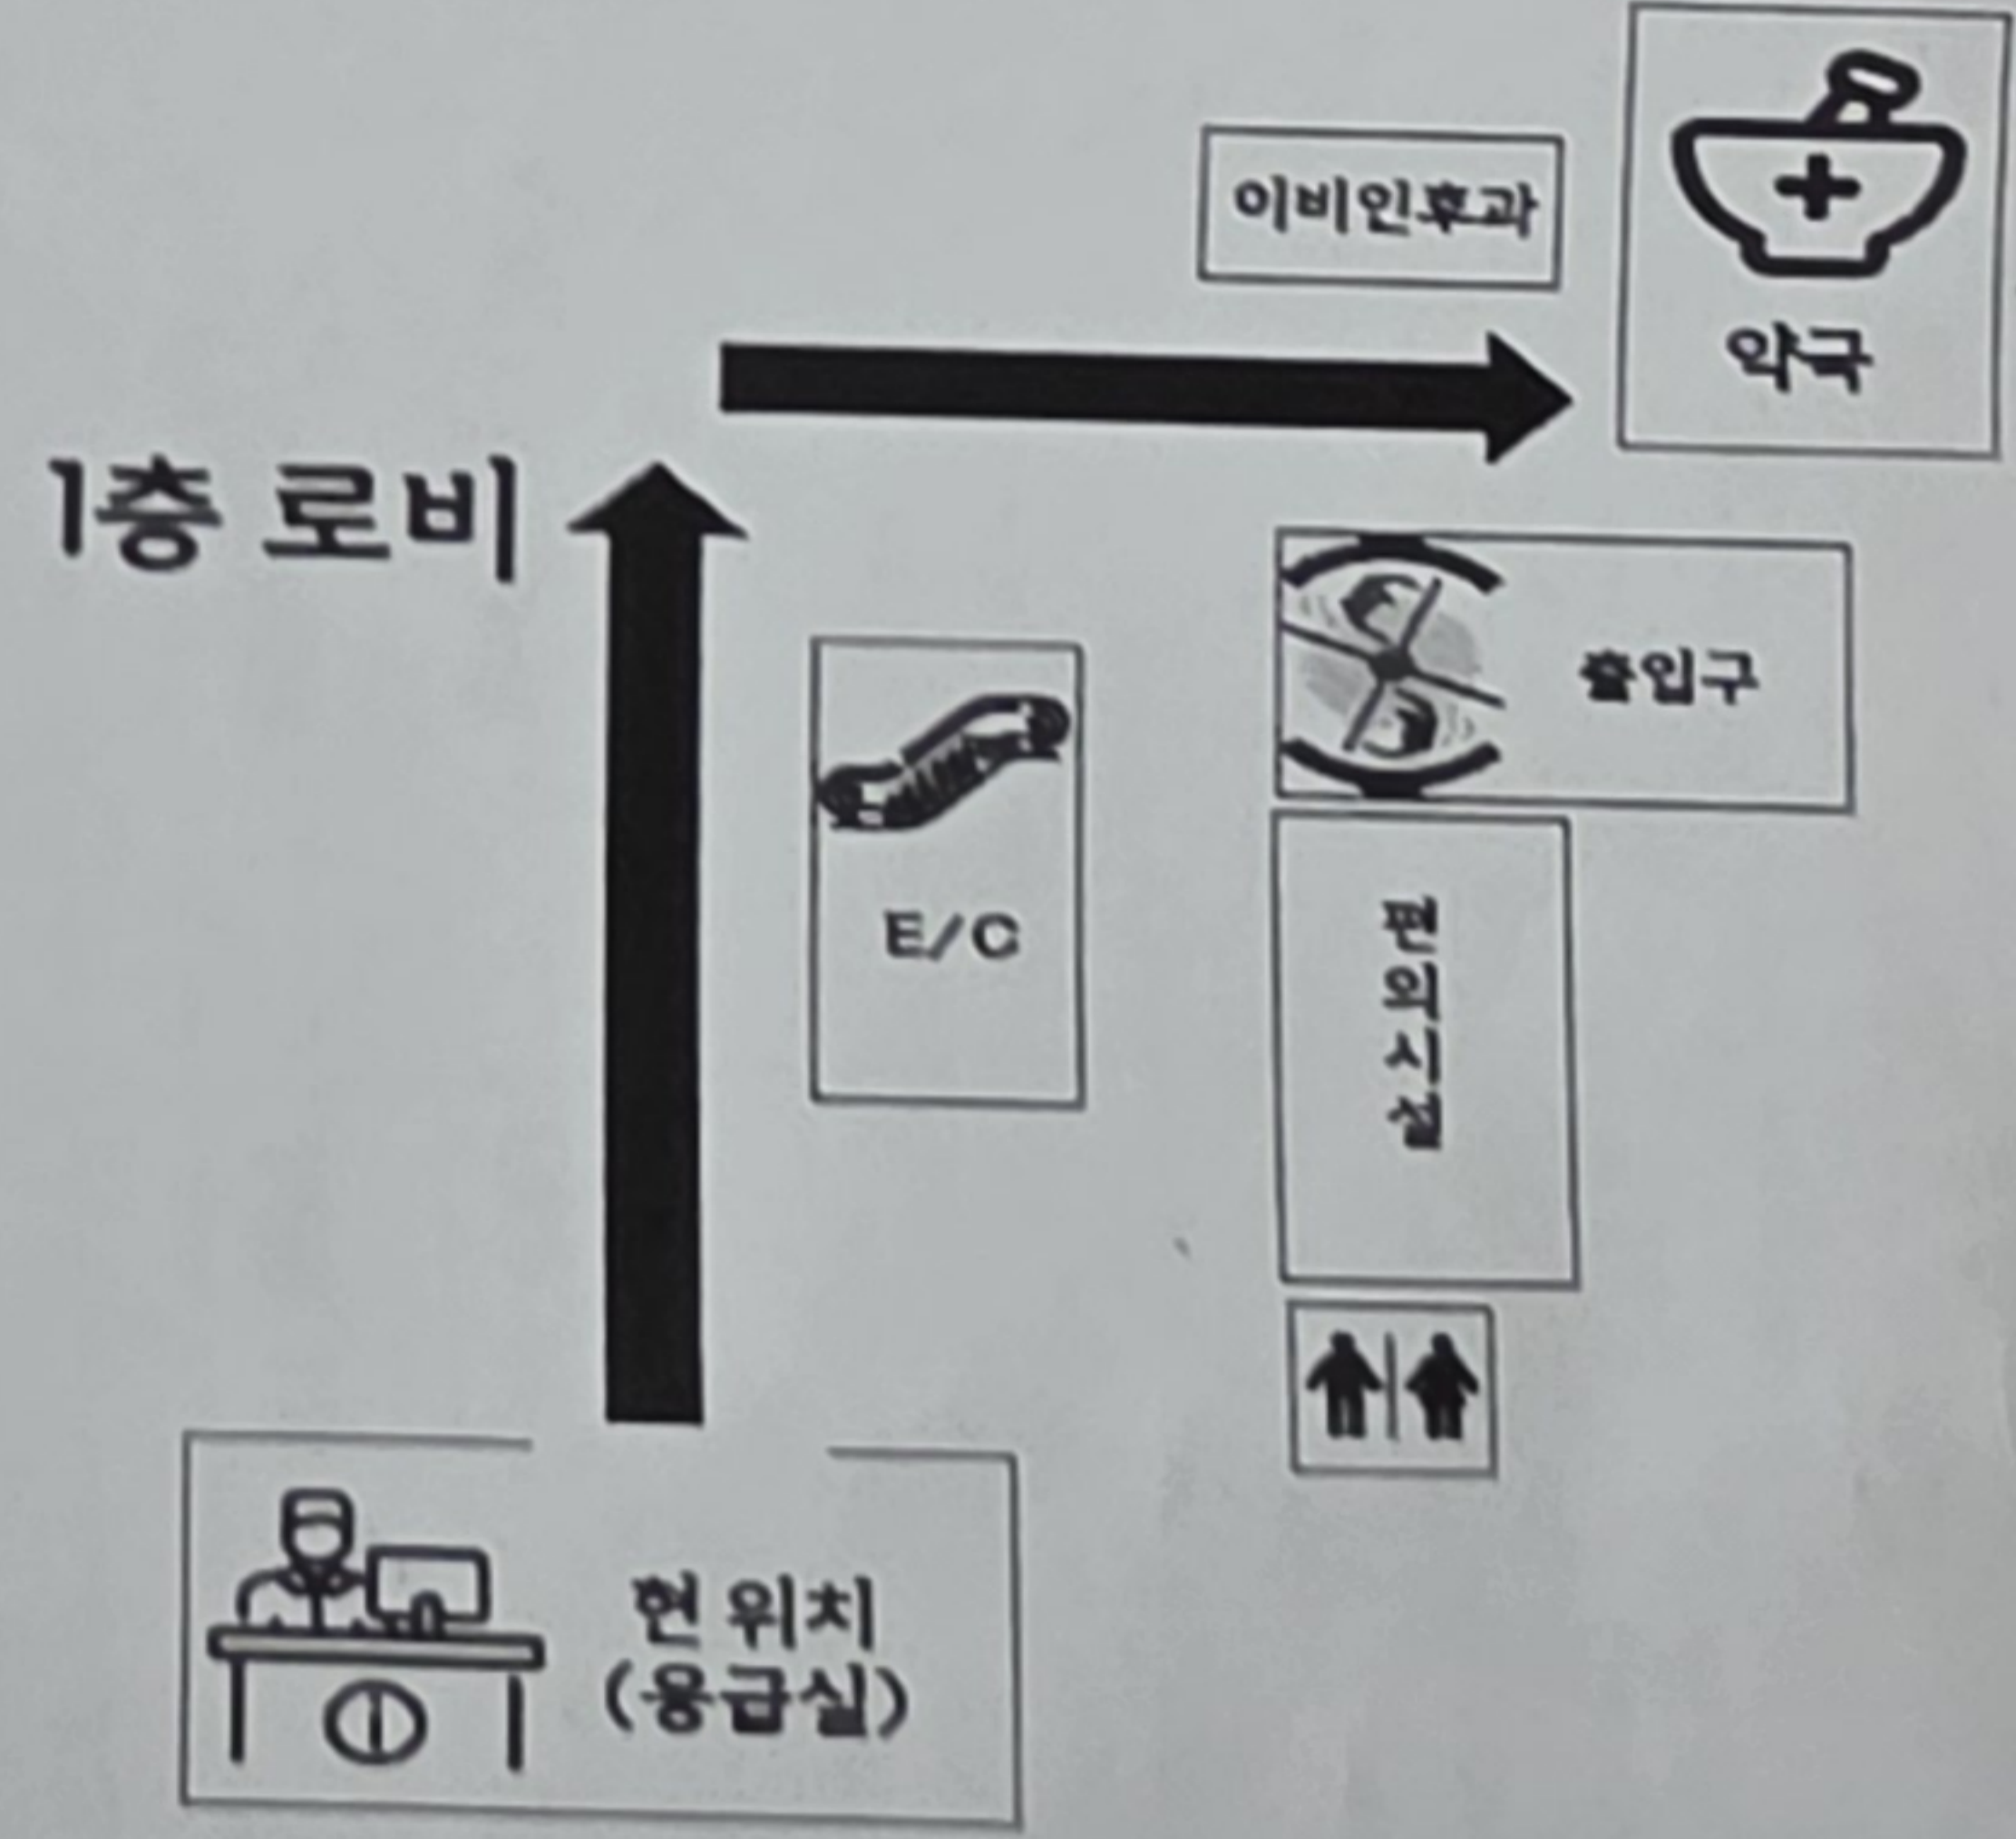 이비인후과
약국
1층 로비
출입구
E/C
편의시설
현 위치
(응급실)